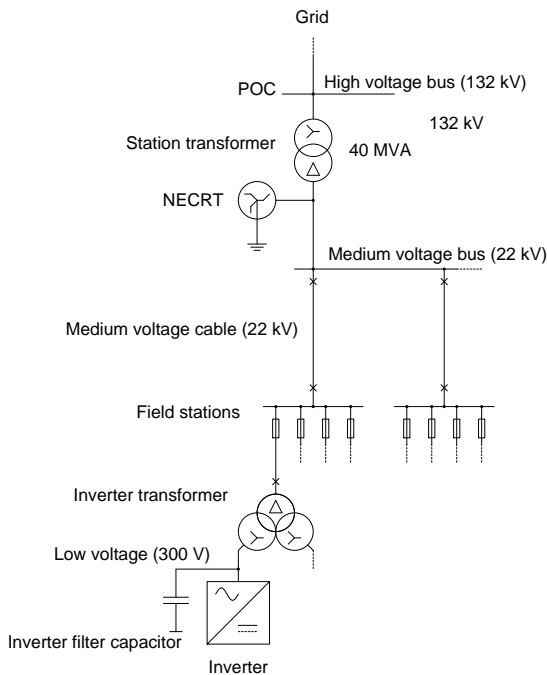 Grid
POC
High voltage bus (132 kV)
132 kV
Station transformer
40 MVA
NECRT
Medium voltage bus (22 kV)
Medium voltage cable (22 kV)
Field stations
Inverter transformer
Low voltage (300 V)
Inverter filter capacitor
Inverter